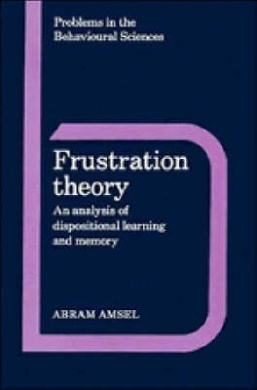 Problems in the
Behavioural Sciences
Frustration
theory
An analysis of
dispositional learning
and memory
ABRAM AMSEL